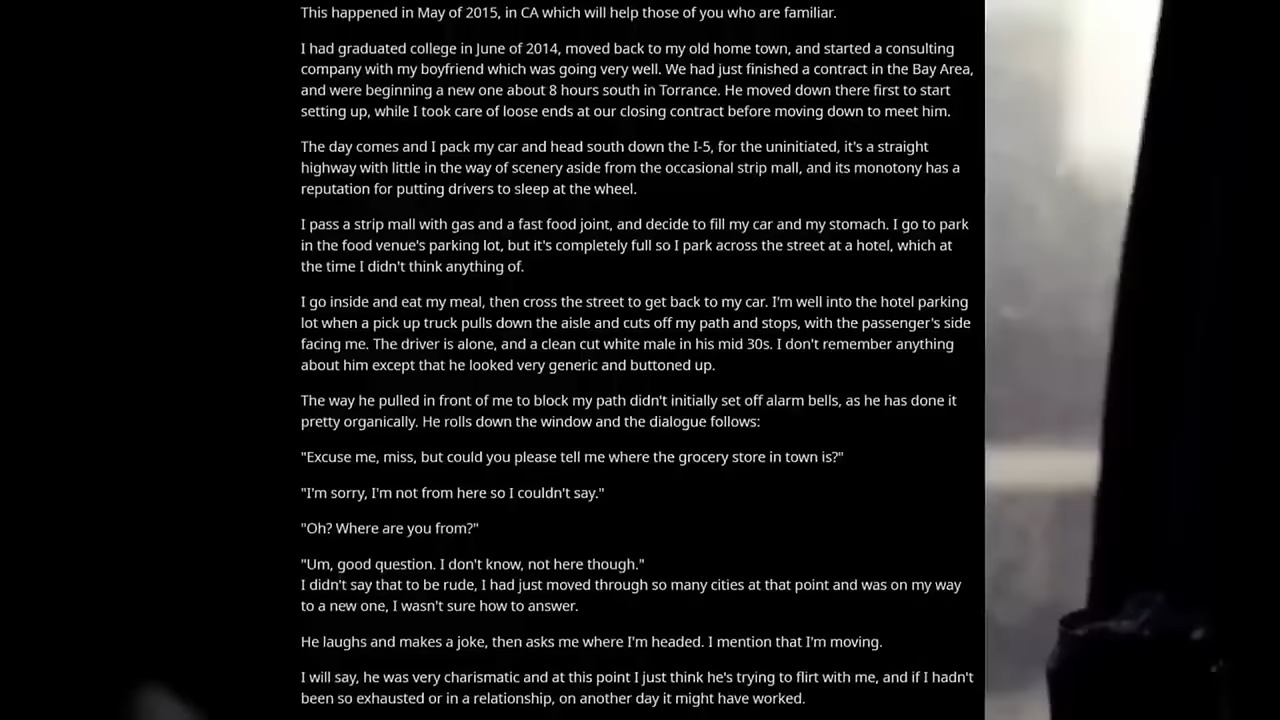 This happened in May of 2015, in CA which will help those of you who are familiar.
I had graduated college in June of 2014, moved back to my old home town, and started a consulting
company with my boyfriend which was going very well. We had just finished a contract in the Bay Area,
and were beginning a new one about 8 hours south in Torrance. He moved down there first to start
setting up, while I took care of loose ends at our closing contract before moving down to meet him.
The day comes and I pack my car and head south down the I-5, for the uninitiated, it's a straight
highway with little in the way of scenery aside from the occasional strip mall, and its monotony has a
reputation for putting drivers to sleep at the wheel.
I pass a strip mall with gas and a fast food joint, and decide to fill my car and my stomach. I go to park
in the food venue's parking lot, but it's completely full so I park across the street at a hotel, which at
the time I didn't think anything of.
I go inside and eat my meal, then cross the street to get back to my car. I'm well into the hotel parking
lot when a pick up truck pulls down the aisle and cuts off my path and stops, with the passenger's side
facing me. The driver is alone, and a clean cut white male in his mid 30s. I don't remember anything
about him except that he looked very generic and buttoned up.
The way he pulled in front of me to block my path didn't initially set off alarm bells, as he has done it
pretty organically. He rolls down the window and the dialogue follows:
"Excuse me, miss, but could you please tell me where the grocery store in town is?"
"I'm sorry, I'm not from here so I couldn't say."
"Oh? Where are you from?"
"Um, good question. I don't know, not here though."
I didn't say that to be rude, I had just moved through so many cities at that point and was on my way
to a new one, I wasn't sure how to answer.
He laughs and makes a joke, then asks me where I'm headed. I mention that I'm moving.
I will say, he was very charismatic and at this point I just think he's trying to flirt with me, and if I hadn't
been so exhausted or in a relationship, on another day it might have worked.